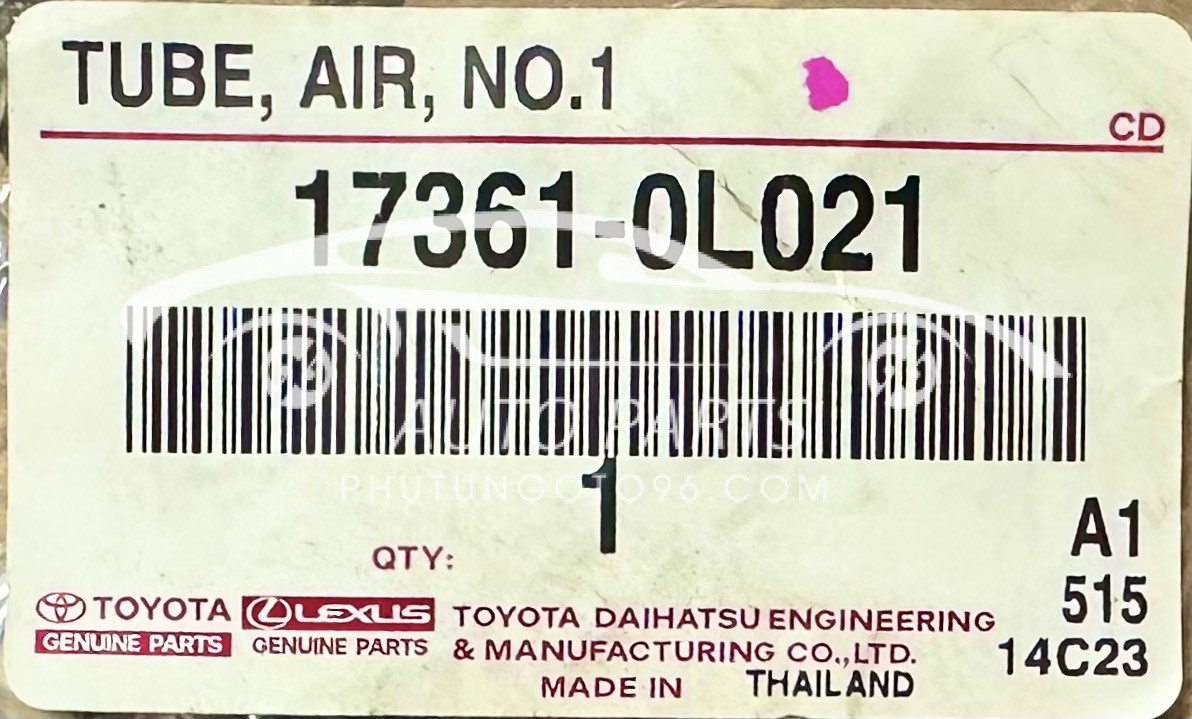 TUBE, AIR, NO.1
CD
17361-0L021
AUTO PARTS
PHUTUNGOTO96.COM
1
QTY:
A1
515
14C23
TOYOTA
GENUINE PARTS
LEXUS
GENUINE PARTS
TOYOTA DAIHATSU ENGINEERING
& MANUFACTURING CO.,LTD.
MADE IN THAILAND